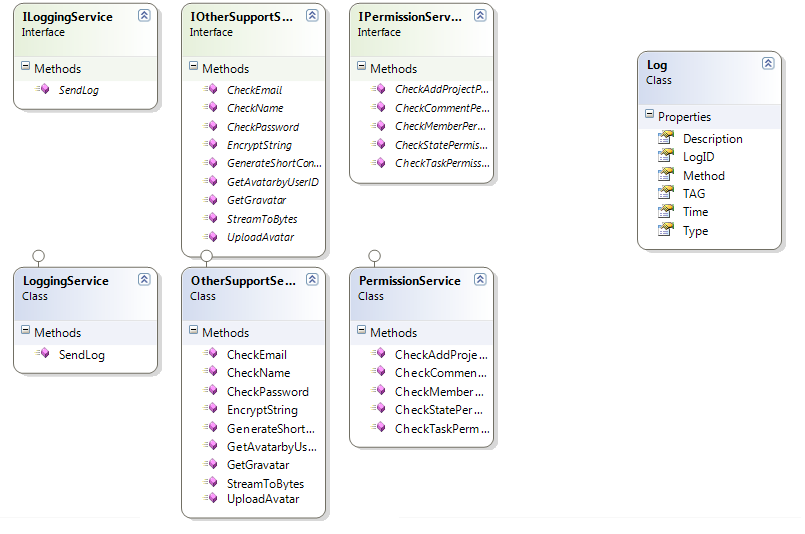 ILoggingService
Interface
Methods
SendLog
IOtherSupportS...
Interface
Methods
CheckEmail
CheckName
CheckPassword
EncryptString
GenerateShortCon...
GetAvatarbyUserID
GetGravatar
StreamToBytes
UploadAvatar
IPermissionServ...
Interface
Methods
CheckAddProjectP...
CheckCommentPe...
CheckMemberPer...
CheckStatePermis...
CheckTaskPermiss...
Log
Class
Properties
Description
LogID
Method
TAG
Time
Type
LoggingService
Class
Methods
SendLog
OtherSupportSe...
Class
Methods
CheckEmail
CheckName
CheckPassword
EncryptString
GenerateShort...
GetAvatarbyUs...
GetGravatar
StreamToBytes
UploadAvatar
PermissionService
Class
Methods
CheckAddProje...
CheckCommen...
CheckMember...
CheckStatePer...
CheckTaskPerm...